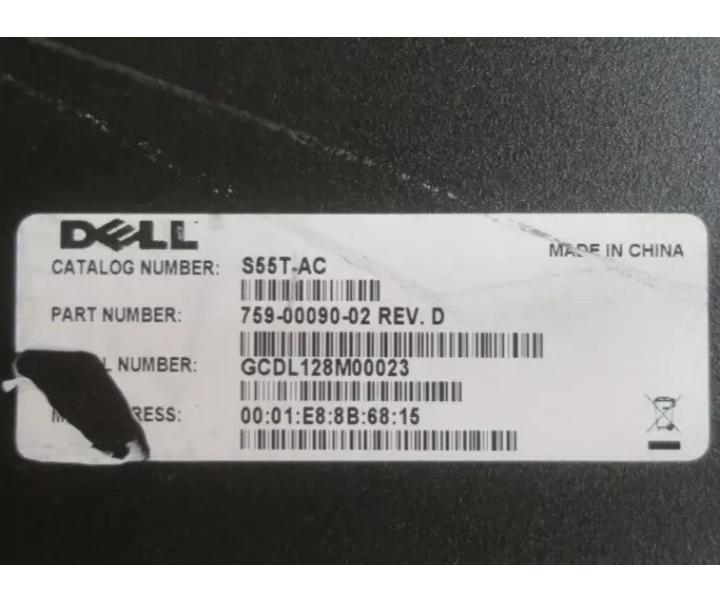 DELL
CATALOG NUMBER: S55T-AC
MADE IN CHINA
PART NUMBER: 759-00090-02 REV. D
L NUMBER: GCDL128M00023
RESS: 00:01:E8:8B:68:15